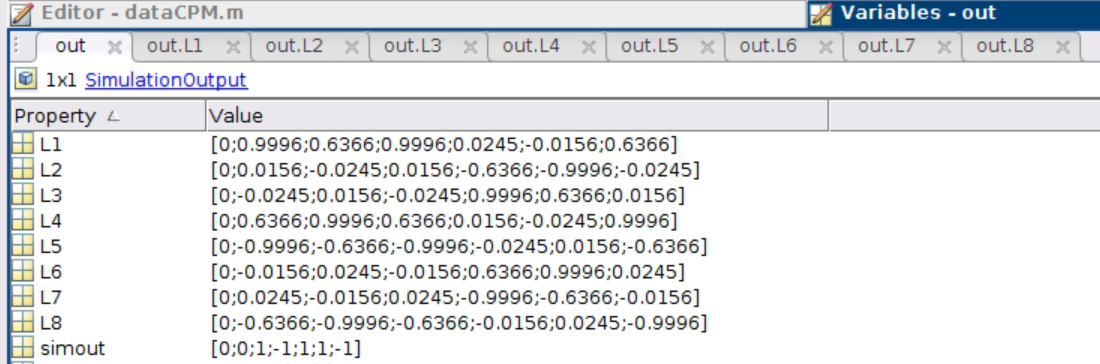 Editor - dataCPM.m Variables - out
out out.L1 out.L2 out.L3 out.L4 out.L5 out.L6 out.L7 out.L8
1x1 SimulationOutput
Property Value
L1 [0;0.9996;0.6366;0.9996;0.0245;-0.0156;0.6366]
L2 [0;0.0156;-0.0245;0.0156;-0.6366;-0.9996;-0.0245]
L3 [0;-0.0245;0.0156;-0.0245;0.9996;0.6366;0.0156]
L4 [0;0.6366;0.9996;0.6366;0.0156;-0.0245;0.9996]
L5 [0;-0.9996;-0.6366;-0.9996;-0.0245;0.0156;-0.6366]
L6 [0;-0.0156;0.0245;-0.0156;0.6366;0.9996;0.0245]
L7 [0;0.0245;-0.0156;0.0245;-0.9996;-0.6366;-0.0156]
L8 [0;-0.6366;-0.9996;-0.6366;-0.0156;0.0245;-0.9996]
simout [0;0;1;-1;1;1;-1]